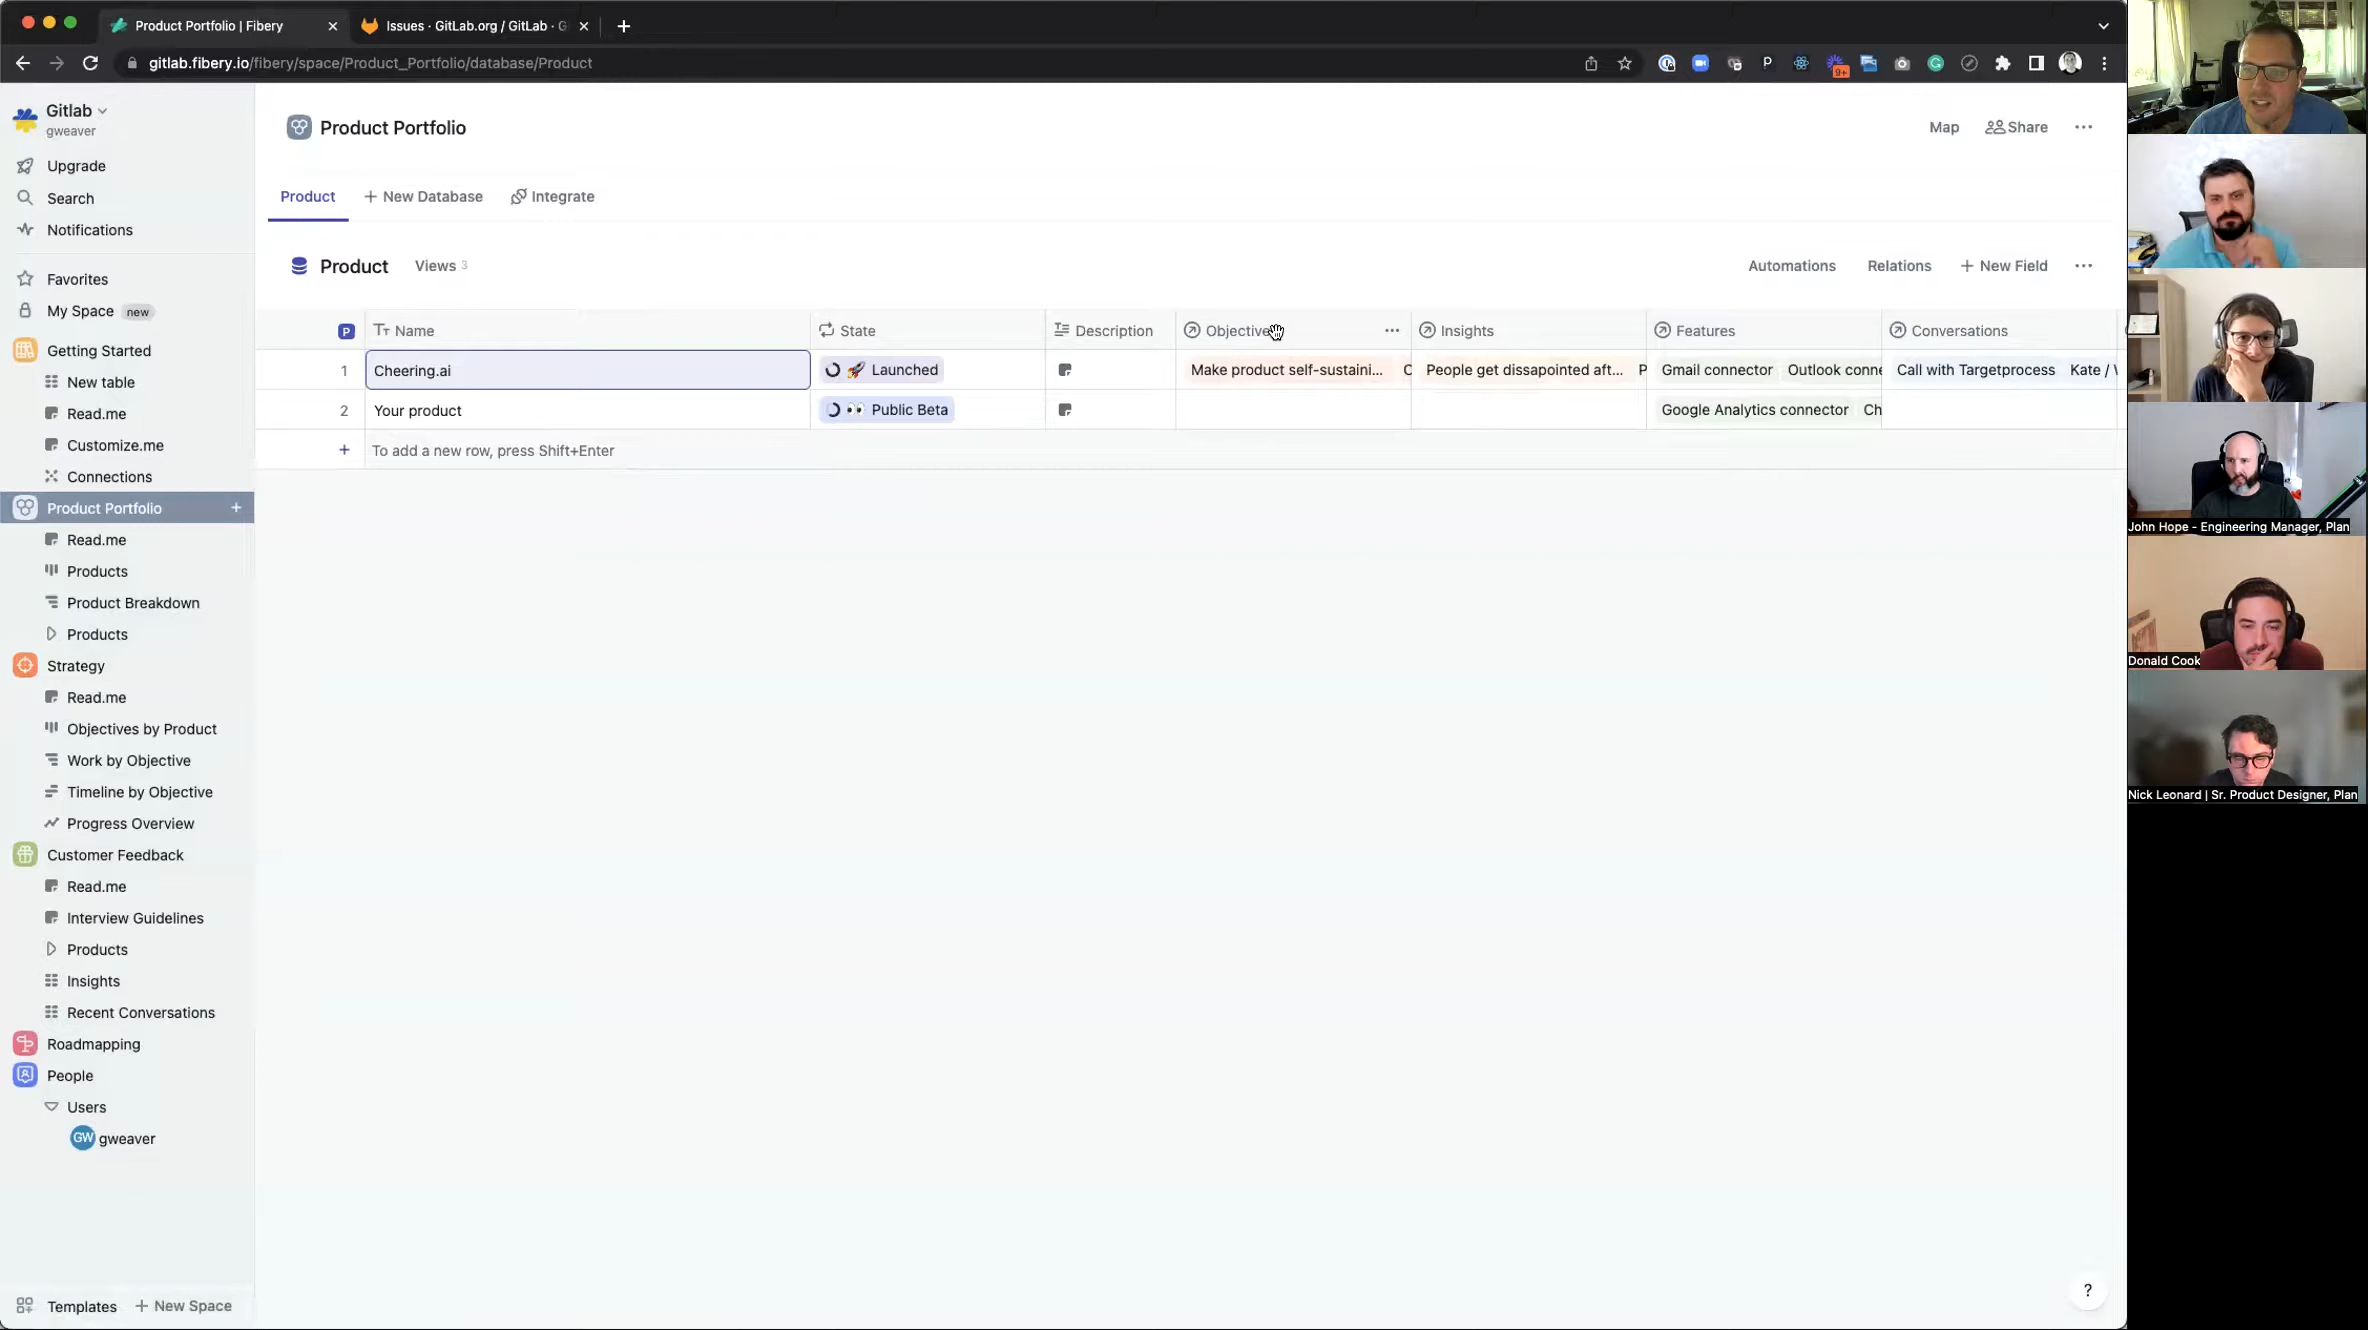 Product Portfolio | Fibery
Issues · GitLab.org / GitLab · G
gitlab.fibery.io/fibery/space/Product_Portfolio/database/Product
P
9+
Gitlab
gweaver
Upgrade
Search
Notifications
Favorites
My Space new
Getting Started
New table
Read.me
Customize.me
Connections
Product Portfolio +
Read.me
Products
Product Breakdown
Products
Strategy
Read.me
Objectives by Product
Work by Objective
Timeline by Objective
Progress Overview
Customer Feedback
Read.me
Interview Guidelines
Products
Insights
Recent Conversations
Roadmapping
People
Users
GW gweaver
Templates + New Space
Product Portfolio
Map Share
Product + New Database Integrate
Product Views 3
Automations Relations + New Field
P Name State Description Objective Insights Features Conversations
1 Cheering.ai Launched Make product self-sustaini... People get dissapointed aft... P Gmail connector Outlook conne Call with Targetprocess Kate /
2 Your product Public Beta Google Analytics connector Ch
+ To add a new row, press Shift+Enter
?
John Hope - Engineering Manager, Plan
Donald Cook
Nick Leonard | Sr. Product Designer, Plan